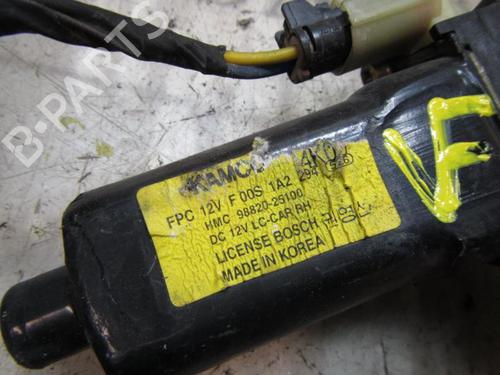 B-PARTS
KAMCO
FPC 12V F 00S 1A2
HMC 98820-25100
DC 12V LC-CAR RH
LICENSE BOSCH
MADE IN KOREA